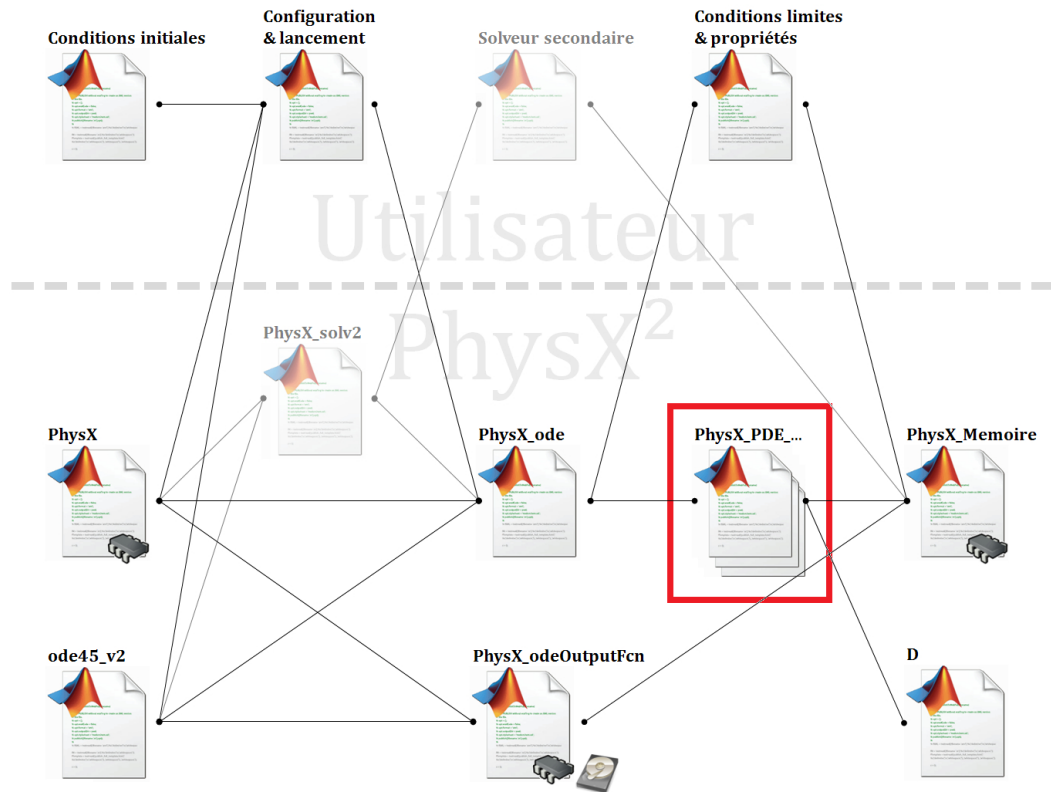 Conditions initiales
Configuration
& lancement
Solveur secondaire
Conditions limites
& propriétés
Utilisateur
PhysX²
PhysX_solv2
PhysX
PhysX_ode
PhysX_PDE_...
PhysX_Memoire
ode45_v2
PhysX_odeOutputFcn
D